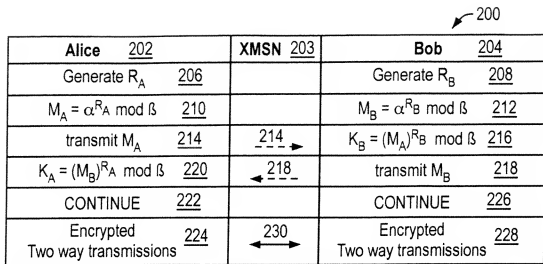 200
Alice 202 XMSN 203 Bob 204
Generate R_A 206 Generate R_B 208
M_A = α^R_A mod ß 210 M_B = α^R_B mod ß 212
transmit M_A 214 214 K_B = (M_A)^R_B mod ß 216
K_A = (M_B)^R_A mod ß 220 218 transmit M_B 218
CONTINUE 222 CONTINUE 226
Encrypted
Two way transmissions 224 230 Encrypted
Two way transmissions 228